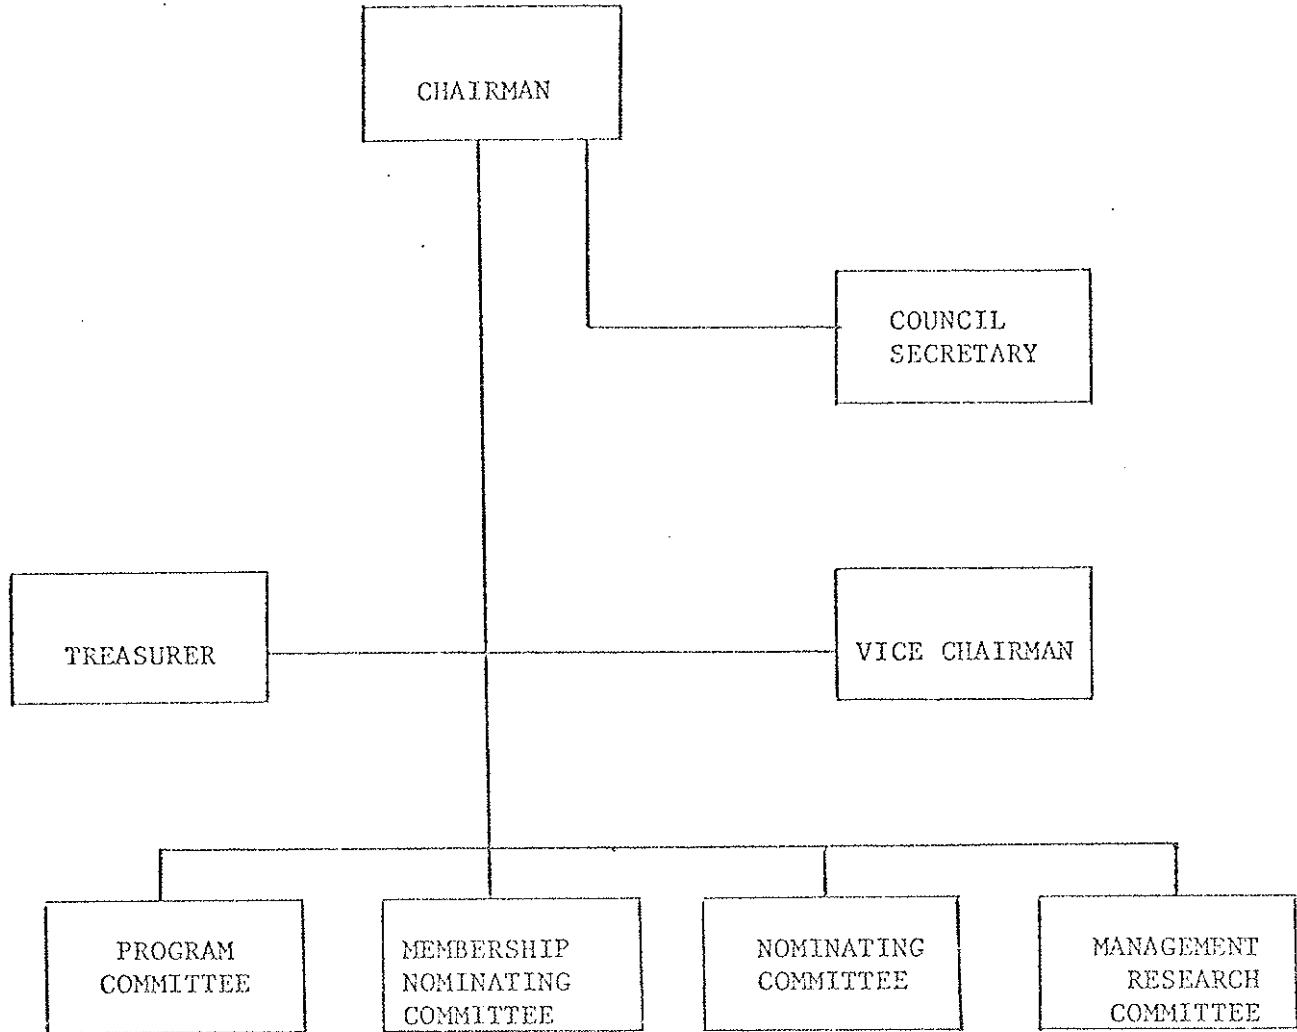 CHAIRMAN
COUNCIL
SECRETARY
TREASURER
VICE CHAIRMAN
PROGRAM
COMMITTEE
MEMBERSHIP
NOMINATING
COMMITTEE
NOMINATING
COMMITTEE
MANAGEMENT
RESEARCH
COMMITTEE